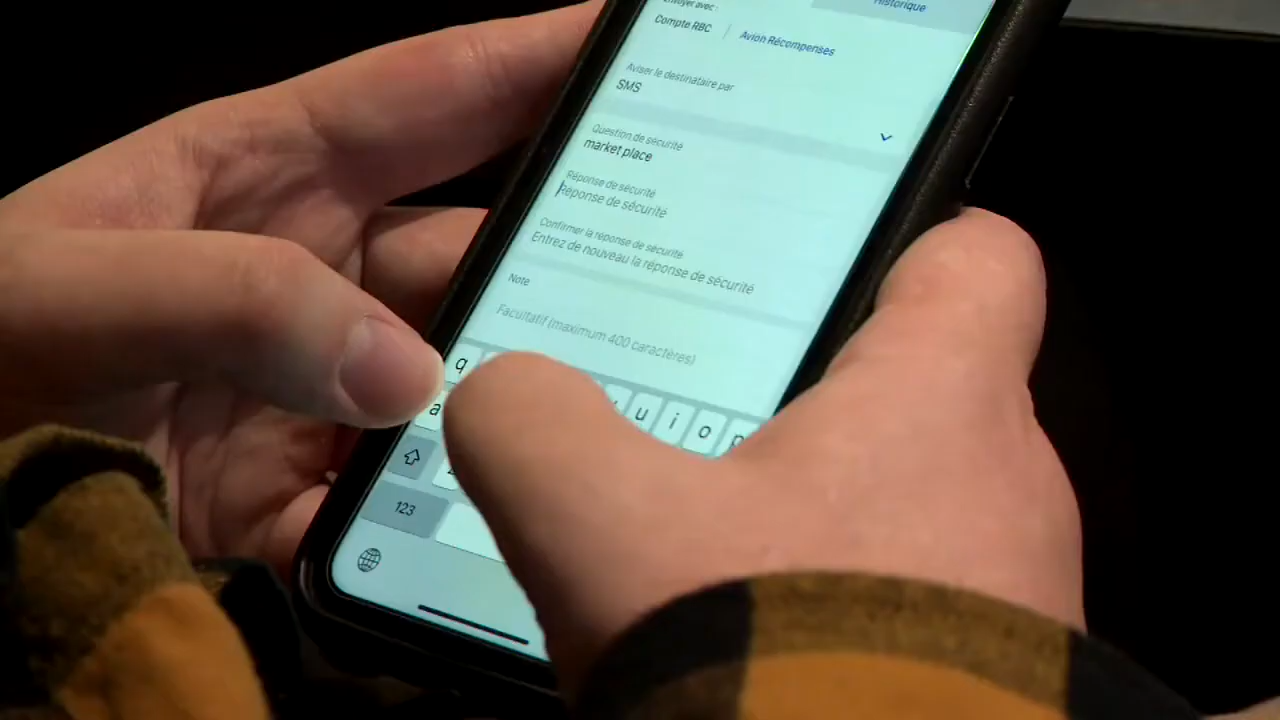 Envoyer avec :
Historique
Compte RBC
Avion Récompenses
Aviser le destinataire par
SMS
Question de sécurité
market place
Réponse de sécurité
Réponse de sécurité
Confirmer la réponse de sécurité
Entrez de nouveau la réponse de sécurité
Note
Facultatif (maximum 400 caractères)
q u i o p
a
123